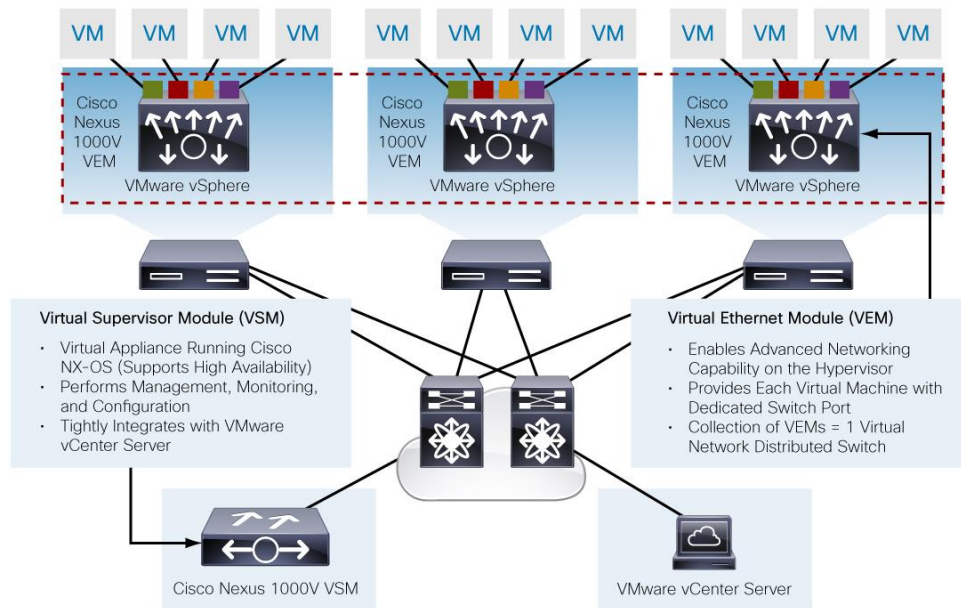 VM VM VM VM VM VM VM VM VM VM VM VM
Cisco
Nexus
1000V
VEM
VMware vSphere
Cisco
Nexus
1000V
VEM
VMware vSphere
Cisco
Nexus
1000V
VEM
VMware vSphere
Virtual Supervisor Module (VSM)
• Virtual Appliance Running Cisco
NX-OS (Supports High Availability)
• Performs Management, Monitoring,
and Configuration
• Tightly Integrates with VMware
vCenter Server
Virtual Ethernet Module (VEM)
• Enables Advanced Networking
Capability on the Hypervisor
• Provides Each Virtual Machine with
Dedicated Switch Port
• Collection of VEMs = 1 Virtual
Network Distributed Switch
Cisco Nexus 1000V VSM
VMware vCenter Server